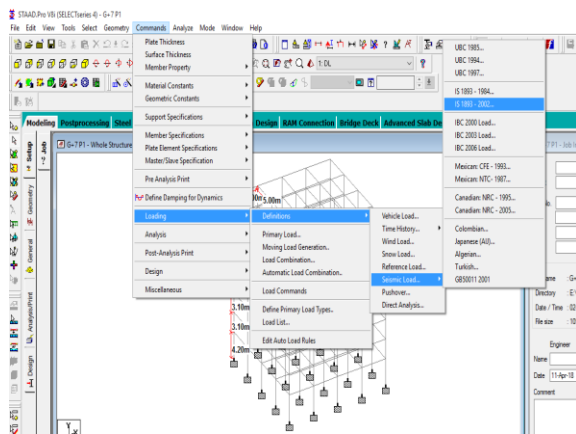 STAAD.Pro V8i (SELECTseries 4) - G+7 P1
File Edit View Tools Select Geometry Commands Analyze Mode Window Help
Plate Thickness
Surface Thickness
Member Property
Material Constants
Geometric Constants
Support Specifications
Member Specifications
Plate Element Specifications
Master/Slave Specification
Pre Analysis Print
Define Damping for Dynamics
Loading
Analysis
Post-Analysis Print
Design
Miscellaneous
Definitions
Primary Load...
Moving Load Generation..
Load Combination..
Automatic Load Combination..
Load Commands
Define Primary Load Types..
Load List...
Edit Auto Load Rules
Vehicle Load...
Time History...
Wind Load...
Snow Load...
Reference Load...
Seismic Load...
Pushover...
Direct Analysis...
UBC 1985...
UBC 1994...
UBC 1997...
IS 1893 - 1984...
IS 1893 - 2002...
IBC 2000 Load...
IBC 2003 Load...
IBC 2006 Load...
Mexican: CFE - 1993...
Mexican: NTC - 1987...
Canadian: NRC - 1995...
Canadian: NRC - 2005...
Colombian...
Japanese (AIJ)...
Algerian...
Turkish...
GB50011 2001
1: DL
Modeling Postprocessing Steel Design RAM Connection Bridge Deck Advanced Slab De
G+7 P1 - Whole Structure
Job
Setup
Geometry
General
Analysis/Print
Design
5.00m
3.10m
3.10m
4.20m
Y
G+7 P1 - Job
No.
ame : G+
Directory : E:\
Date / Time : 02
File size : 10
Engineer
Name
Date 11-Apr-18
Comment